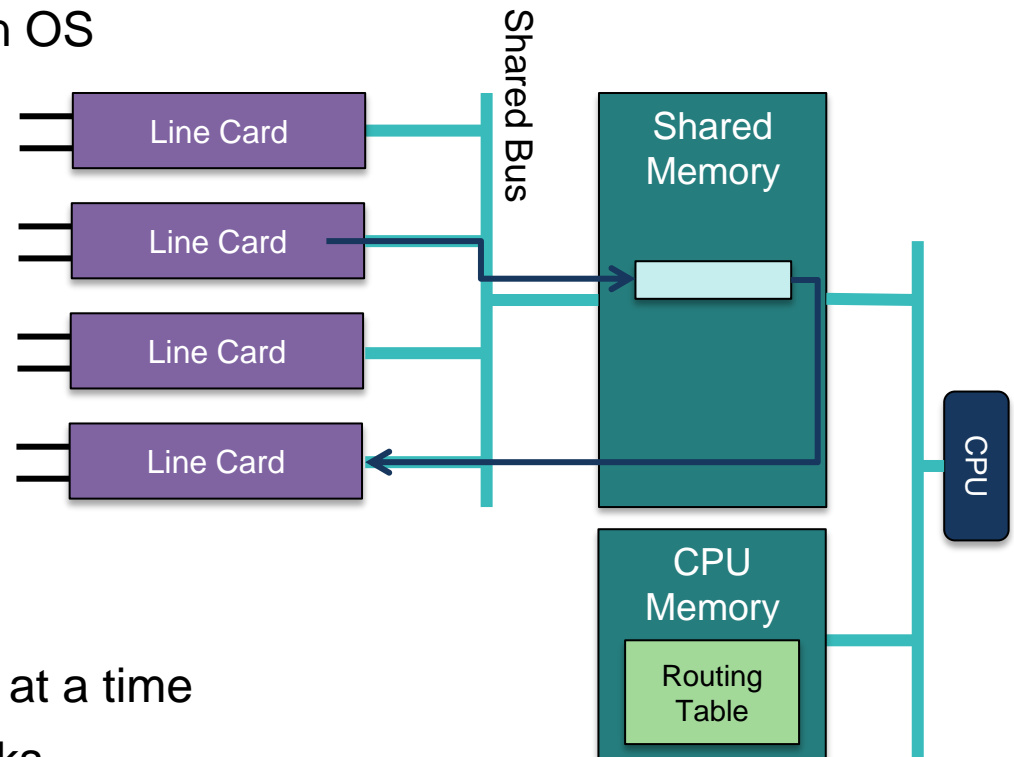 n OS
Shared Bus
Line Card
Shared
Memory
Line Card
Line Card
Line Card
CPU
CPU
Memory
Routing
Table
at a time